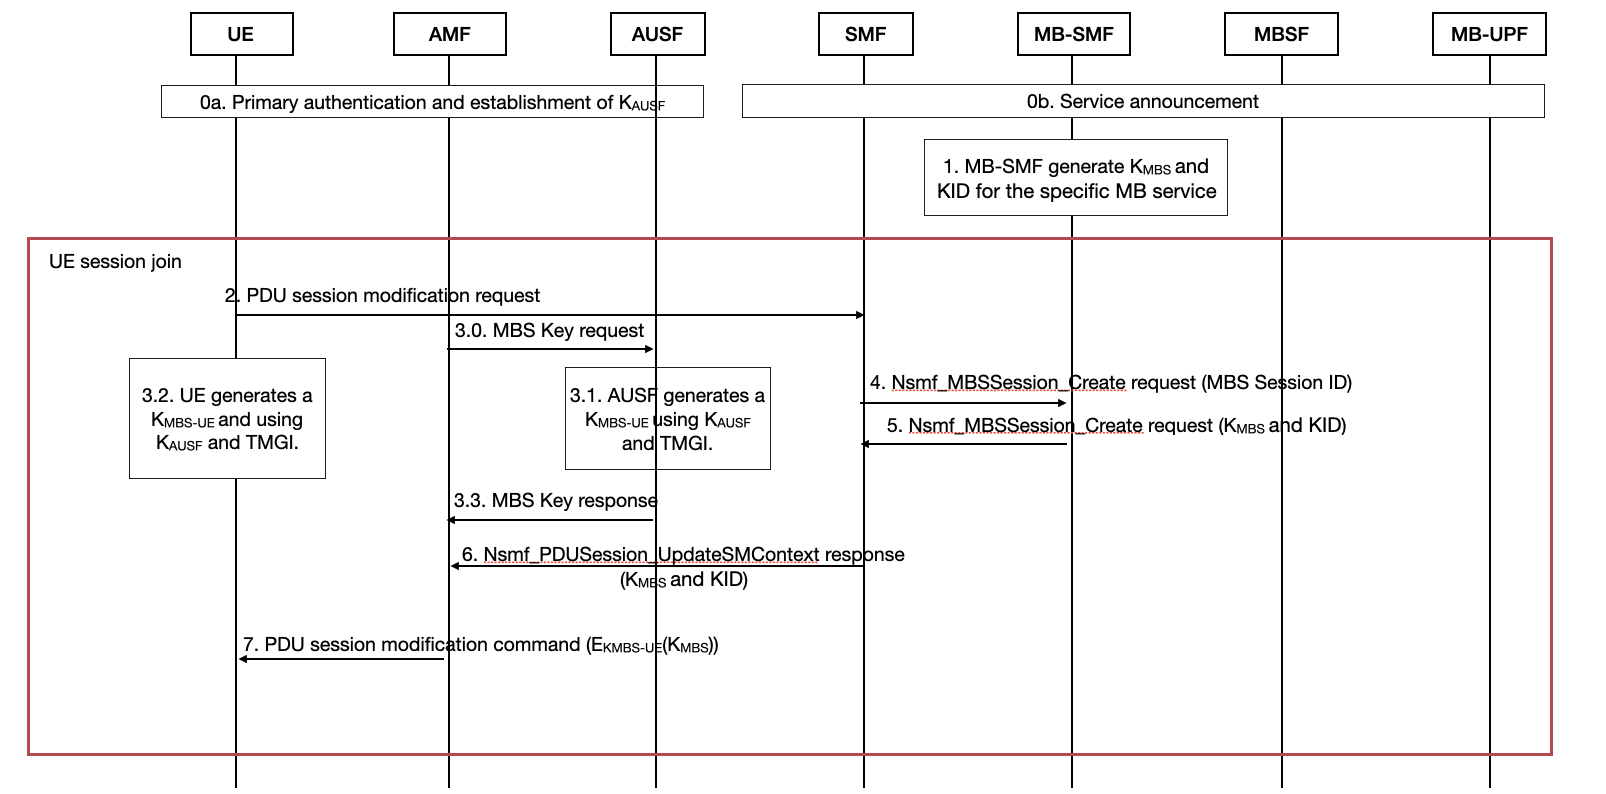 UE AMF AUSF SMF MB-SMF MBSF MB-UPF
0a. Primary authentication and establishment of KAUSF
0b. Service announcement
1. MB-SMF generate KMBS and
KID for the specific MB service
UE session join
2. PDU session modification request
3.0. MBS Key request
3.2. UE generates a
KMBS-UE and using
KAUSF and TMGI.
3.1. AUSF generates a
KMBS-UE using KAUSF
and TMGI.
4. Nsmf_MBSSession_Create request (MBS Session ID)
5. Nsmf_MBSSession_Create request (KMBS and KID)
3.3. MBS Key response
6. Nsmf_PDUSession_UpdateSMContext response
(KMBS and KID)
7. PDU session modification command (EKMBS-UE(KMBS))